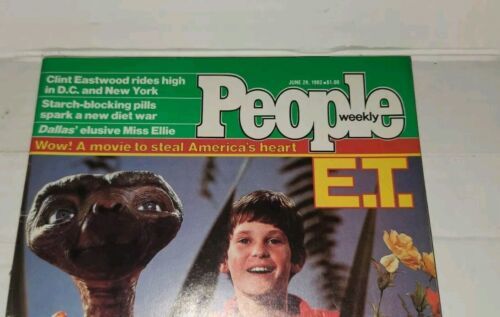 Clint Eastwood rides high
in D.C. and New York
Starch-blocking pills
spark a new diet war
Dallas' elusive Miss Ellie
JUNE 28, 1982 ■ $1.00
People
weekly
Wow! A movie to steal America's heart
E.T.